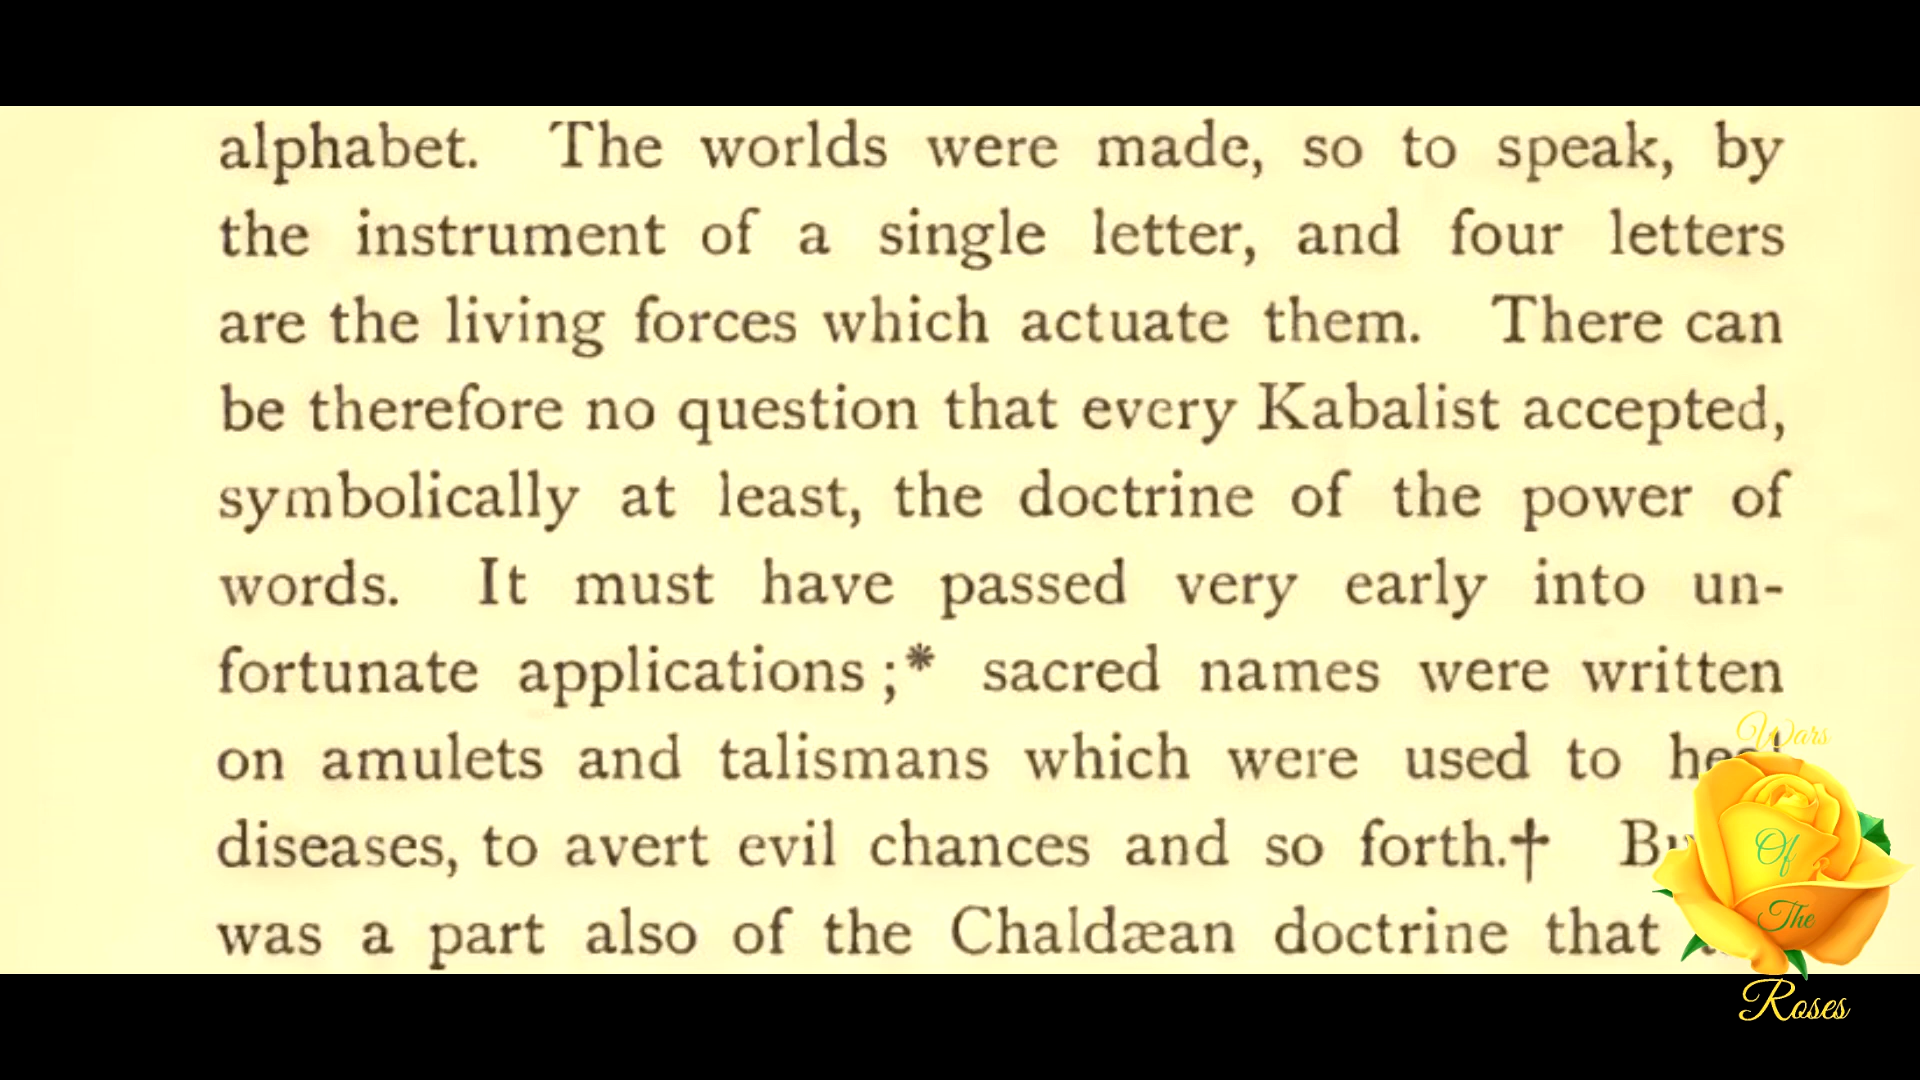 alphabet. The worlds were made, so to speak, by
the instrument of a single letter, and four letters
are the living forces which actuate them. There can
be therefore no question that every Kabalist accepted,
symbolically at least, the doctrine of the power of
words. It must have passed very early into un-
fortunate applications ;* sacred names were written
on amulets and talismans which were used to
diseases, to avert evil chances and so forth.†
was a part also of the Chaldæan doctrine that
Wars
Of
The
Roses